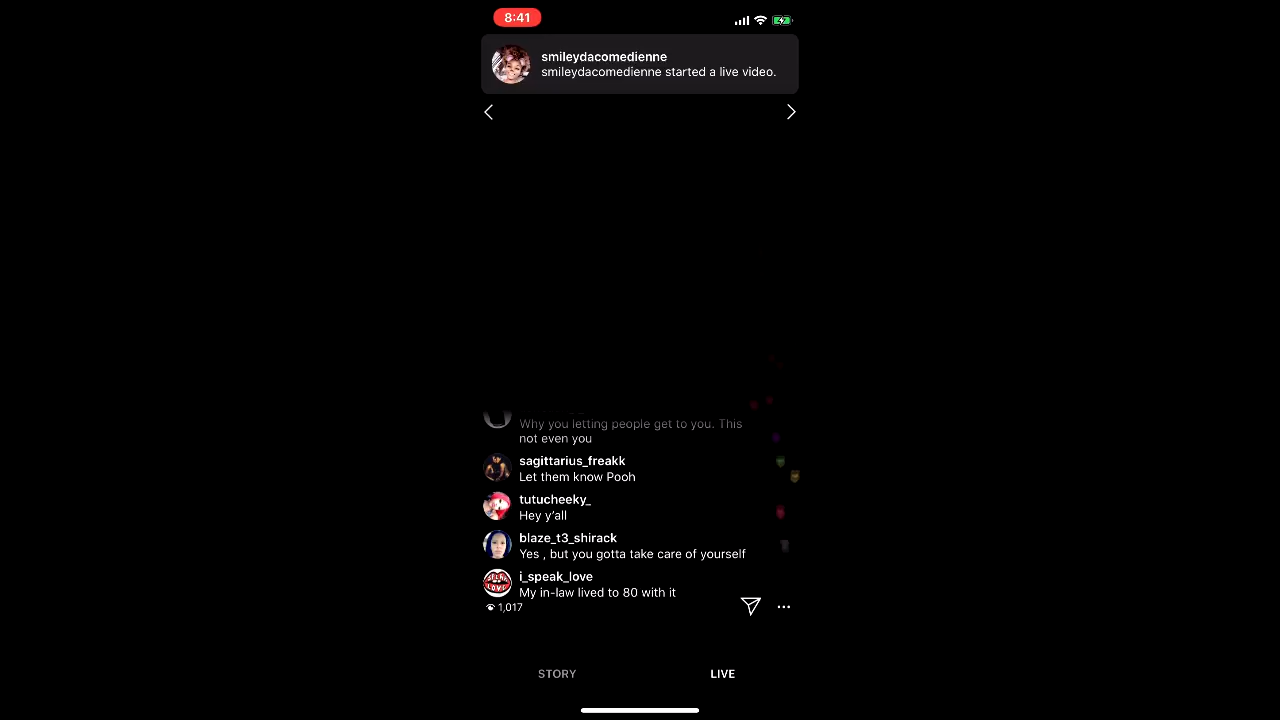 8:41
smileydacomedienne
smileydacomedienne started a live video.
Why you letting people get to you. This
not even you
sagittarius_freakk
Let them know Pooh
tutucheeky_
Hey y’all
blaze_t3_shirack
Yes , but you gotta take care of yourself
i_speak_love
My in-law lived to 80 with it
1,017
STORY
LIVE